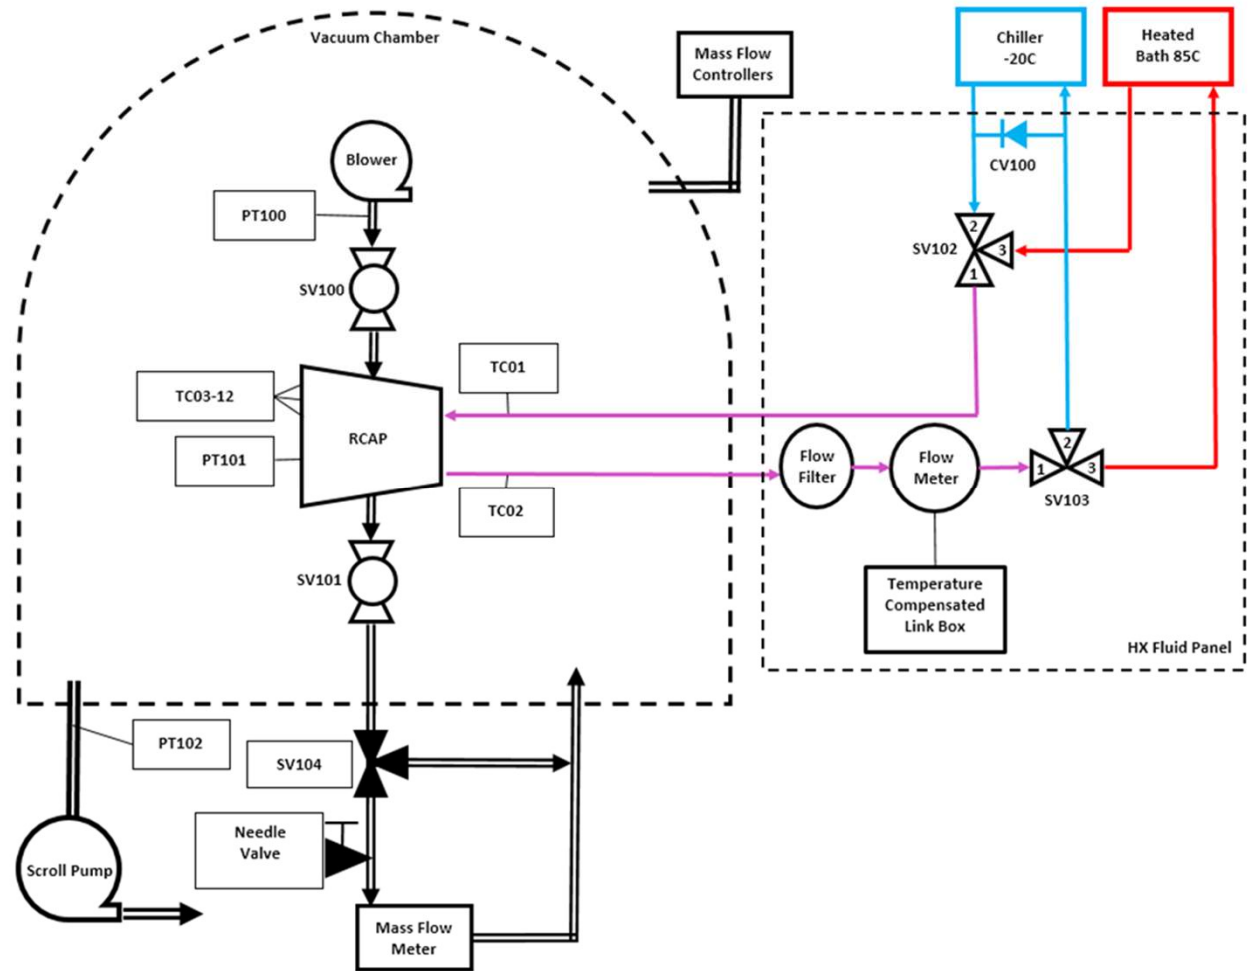 Vacuum Chamber
Mass Flow
Controllers
Chiller
-20C
Heated
Bath 85C
Blower
CV100
PT100
2
SV102
3
1
SV100
TC01
TC03-12
RCAP
PT101
Flow
Filter
Flow
Meter
2
1
3
SV103
TC02
SV101
Temperature
Compensated
Link Box
HX Fluid Panel
PT102
SV104
Needle
Valve
Scroll Pump
Mass Flow
Meter